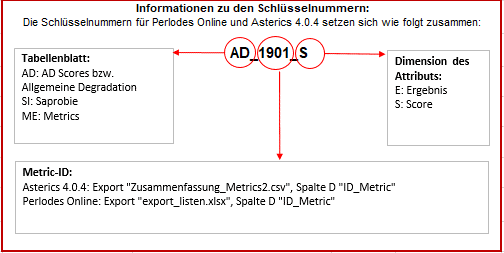 Informationen zu den Schlüsselnummern:
Die Schlüsselnummern für Perlodes Online und Asterics 4.0.4 setzen sich wie folgt zusammen:
AD_1901_S
Tabellenblatt:
AD: AD Scores bzw.
Allgemeine Degradation
SI: Saprobie
ME: Metrics
Dimension des
Attributs:
E: Ergebnis
S: Score
Metric-ID:
Asterics 4.0.4: Export "Zusammenfassung_Metrics2.csv", Spalte D "ID_Metric"
Perlodes Online: Export "export_listen.xlsx", Spalte D "ID_Metric"